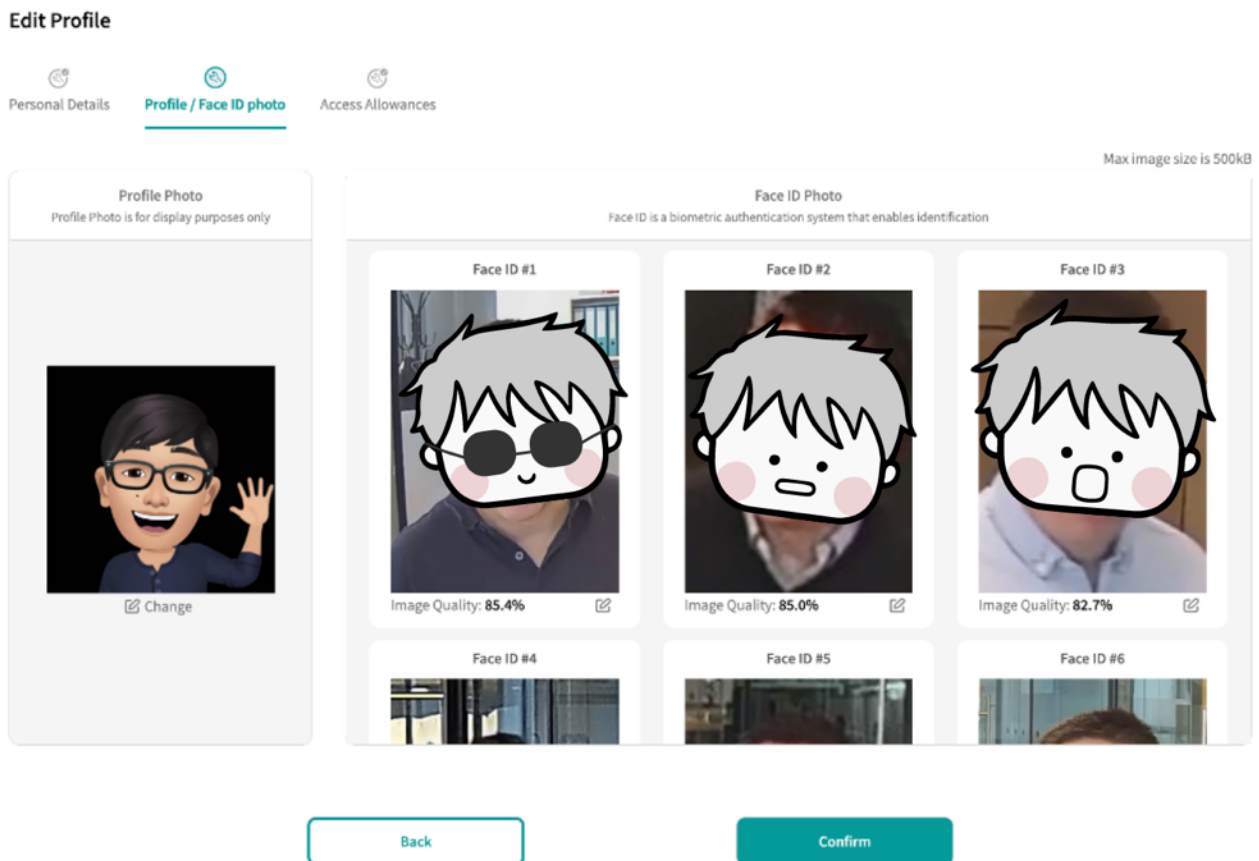 Edit Profile
Personal Details
Profile / Face ID photo
Access Allowances
Max image size is 500kB
Profile Photo
Profile Photo is for display purposes only
Change
Face ID Photo
Face ID is a biometric authentication system that enables identification
Face ID #1
Face ID #2
Face ID #3
Image Quality: 85.4%
Image Quality: 85.0%
Image Quality: 82.7%
Face ID #4
Face ID #5
Face ID #6
Back
Confirm